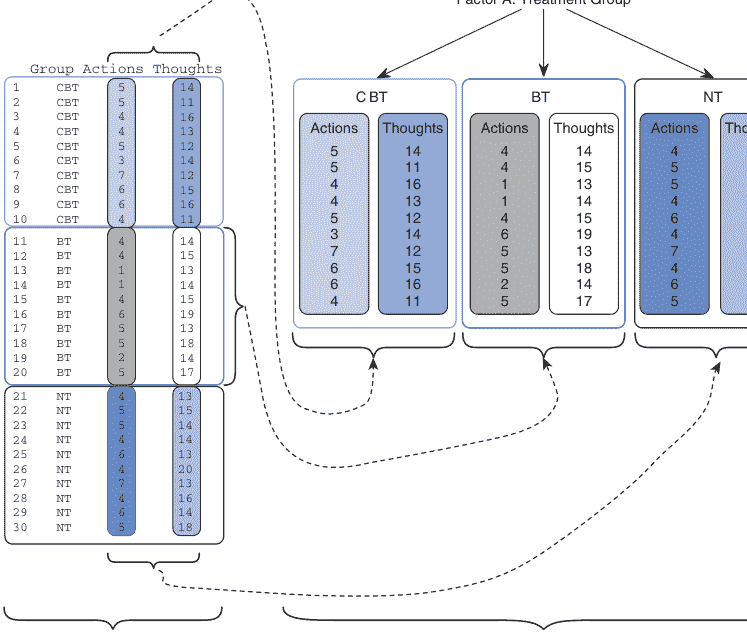 Factor A: Treatment Group
Group Actions Thoughts
1 CBT 5 14
2 CBT 5 11
3 CBT 4 16
4 CBT 4 13
5 CBT 5 12
6 CBT 3 14
7 CBT 7 12
8 CBT 6 15
9 CBT 6 16
10 CBT 4 11
11 BT 4 14
12 BT 4 15
13 BT 1 13
14 BT 1 14
15 BT 4 15
16 BT 6 19
17 BT 5 13
18 BT 5 18
19 BT 2 14
20 BT 5 17
21 NT 4 13
22 NT 5 15
23 NT 5 14
24 NT 4 14
25 NT 6 13
26 NT 4 20
27 NT 7 13
28 NT 4 16
29 NT 6 14
30 NT 5 18
CBT
Actions Thoughts
5 14
5 11
4 16
4 13
5 12
3 14
7 12
6 15
6 16
4 11
BT
Actions Thoughts
4 14
4 15
1 13
1 14
4 15
6 19
5 13
5 18
2 14
5 17
NT
Actions Tho
4
5
5
4
6
4
7
4
6
5